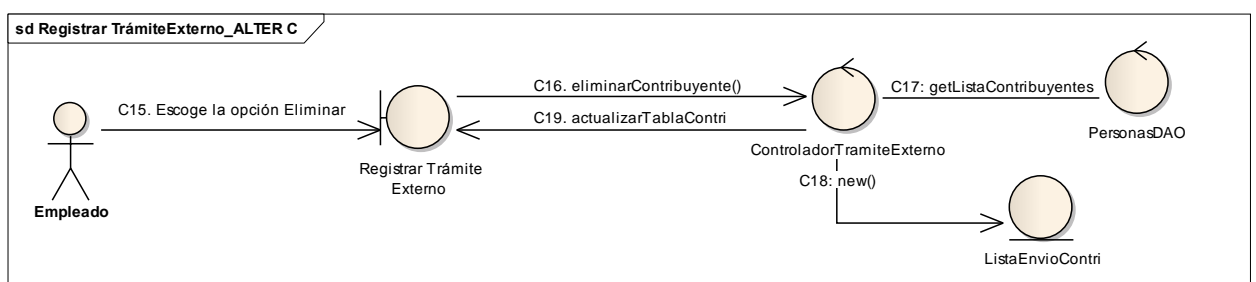 sd Registrar TrámiteExterno_ALTER C
C15. Escoge la opción Eliminar
C16. eliminarContribuyente()
C17: getListaContribuyentes
C19. actualizarTablaContri
PersonasDAO
ControladorTramiteExterno
Registrar Trámite
Externo
C18: new()
Empleado
ListaEnvioContri